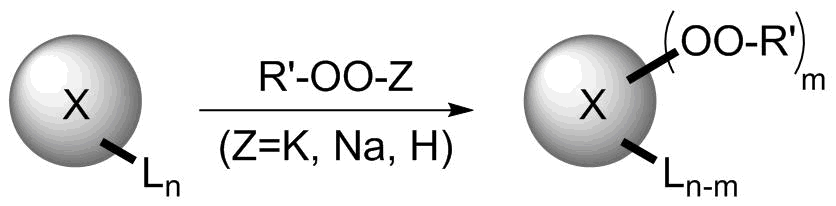 X
Lₙ
R'-OO-Z
(Z=K, Na, H)
X
(OO-R')ₘ
Lₙ₋ₘ